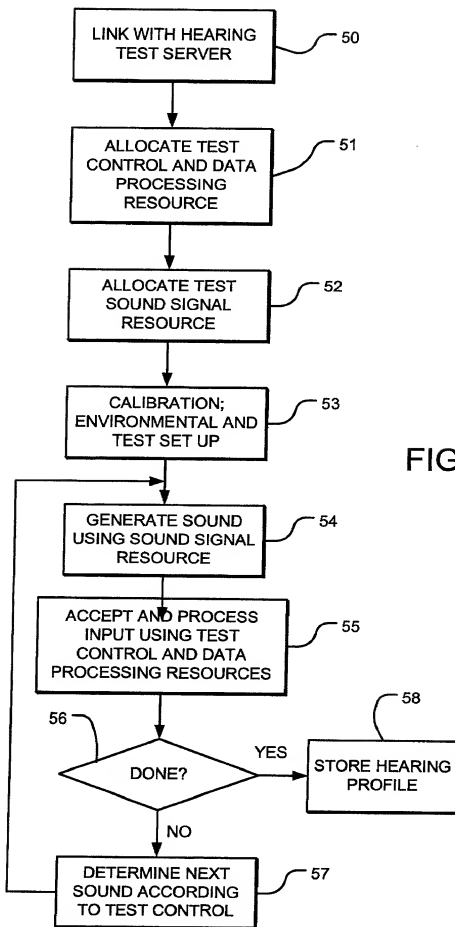 LINK WITH HEARING
TEST SERVER
50
ALLOCATE TEST
CONTROL AND DATA
PROCESSING
RESOURCE
51
ALLOCATE TEST
SOUND SIGNAL
RESOURCE
52
CALIBRATION;
ENVIRONMENTAL AND
TEST SET UP
53
FIG
GENERATE SOUND
USING SOUND SIGNAL
RESOURCE
54
ACCEPT AND PROCESS
INPUT USING TEST
CONTROL AND DATA
PROCESSING RESOURCES
55
56
DONE?
YES
58
STORE HEARING
PROFILE
NO
DETERMINE NEXT
SOUND ACCORDING
TO TEST CONTROL
57